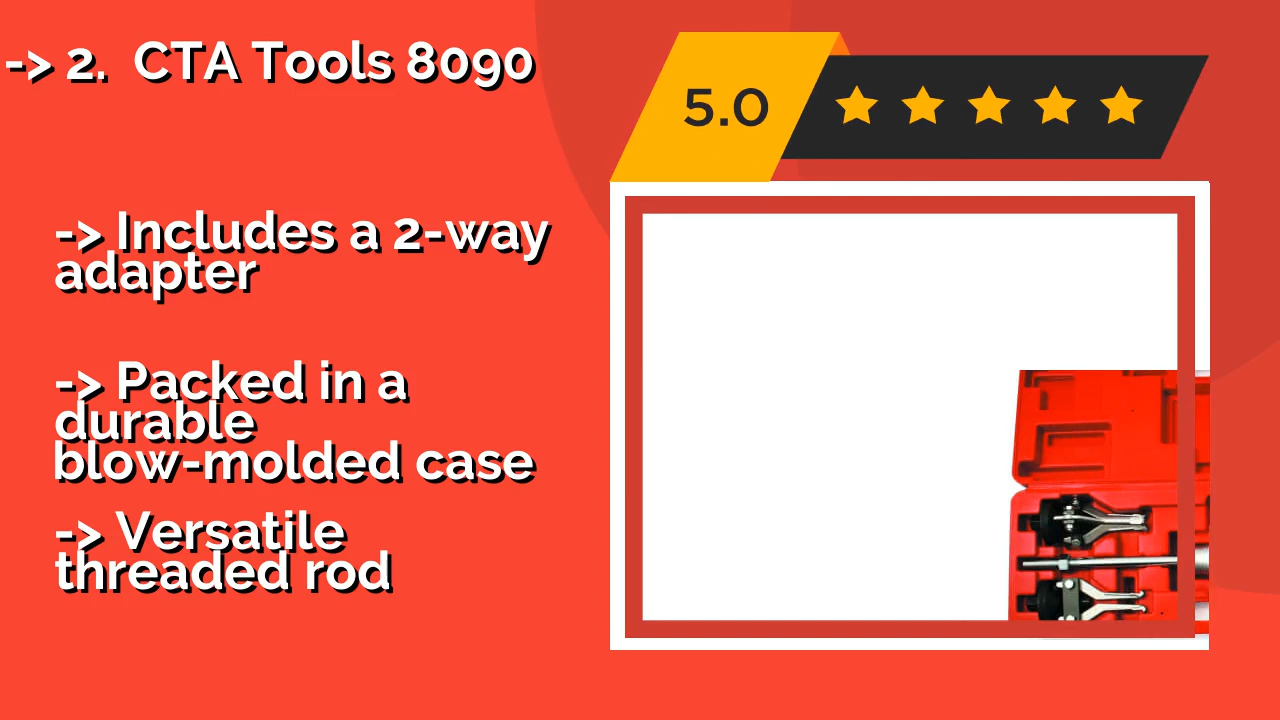 -> 2.  CTA Tools 8090
5.0
-> Includes a 2-way
adapter
-> Packed in a
durable
blow-molded case
-> Versatile
threaded rod